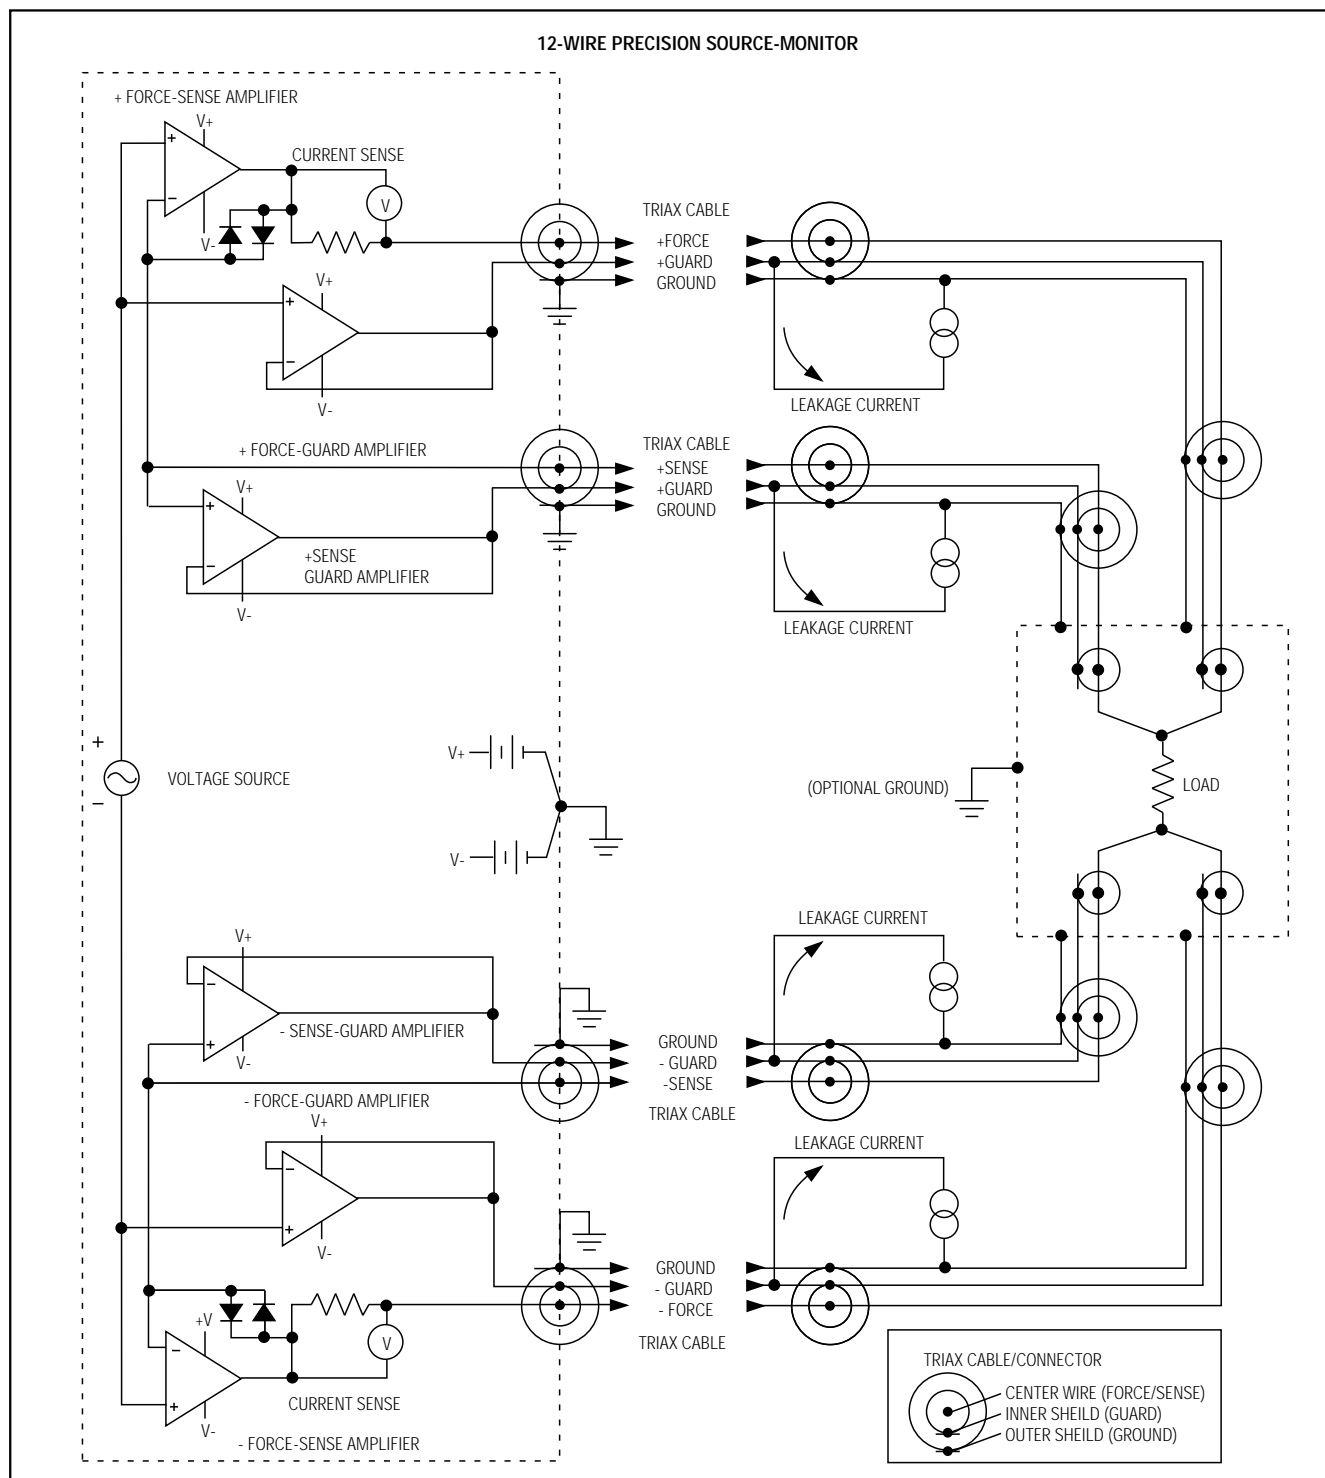 12-WIRE PRECISION SOURCE-MONITOR
+ FORCE-SENSE AMPLIFIER
V+
+
-
V-
CURRENT SENSE
V
TRIAX CABLE
+FORCE
+GUARD
GROUND
V+
+
-
V-
LEAKAGE CURRENT
+ FORCE-GUARD AMPLIFIER
TRIAX CABLE
+SENSE
+GUARD
GROUND
V+
+
-
V-
+SENSE
GUARD AMPLIFIER
LEAKAGE CURRENT
+
-
VOLTAGE SOURCE
V+
V-
(OPTIONAL GROUND)
LOAD
LEAKAGE CURRENT
V+
-
+
V-
- SENSE-GUARD AMPLIFIER
GROUND
- GUARD
-SENSE
TRIAX CABLE
- FORCE-GUARD AMPLIFIER
V+
-
+
V-
LEAKAGE CURRENT
GROUND
- GUARD
- FORCE
TRIAX CABLE
+V
-
+
V-
V
CURRENT SENSE
- FORCE-SENSE AMPLIFIER
TRIAX CABLE/CONNECTOR
CENTER WIRE (FORCE/SENSE)
INNER SHEILD (GUARD)
OUTER SHEILD (GROUND)